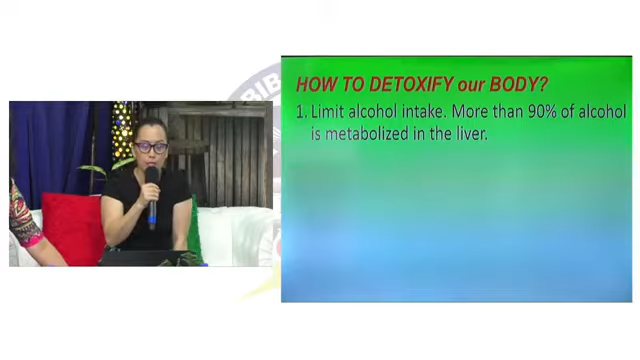 BIB
HOW TO DETOXIFY our BODY?
1. Limit alcohol intake. More than 90% of alcohol
is metabolized in the liver.